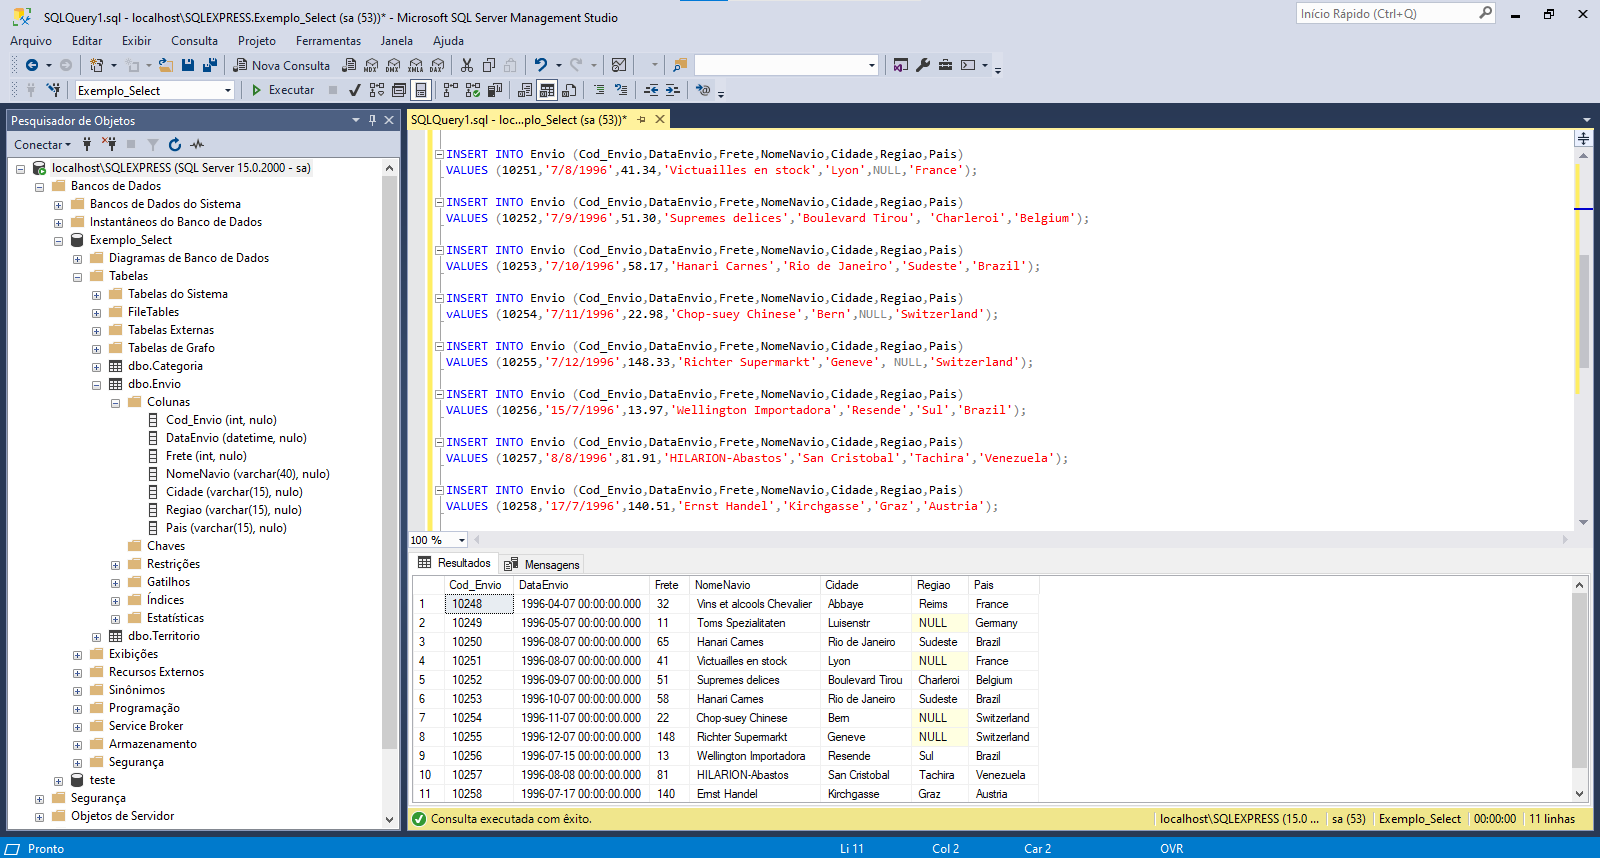 SQLQuery1.sql - localhost\SQLEXPRESS.Exemplo_Select (sa (53))* - Microsoft SQL Server Management Studio
Início Rápido (Ctrl+Q)
Arquivo Editar Exibir Consulta Projeto Ferramentas Janela Ajuda
Nova Consulta MDX DMX XMLA DAX
Exemplo_Select Executar
Pesquisador de Objetos
Conectar
localhost\SQLEXPRESS (SQL Server 15.0.2000 - sa)
Bancos de Dados
Bancos de Dados do Sistema
Instantâneos do Banco de Dados
Exemplo_Select
Diagramas de Banco de Dados
Tabelas
Tabelas do Sistema
FileTables
Tabelas Externas
Tabelas de Grafo
dbo.Categoria
dbo.Envio
Colunas
Cod_Envio (int, nulo)
DataEnvio (datetime, nulo)
Frete (int, nulo)
NomeNavio (varchar(40), nulo)
Cidade (varchar(15), nulo)
Regiao (varchar(15), nulo)
Pais (varchar(15), nulo)
Chaves
Restrições
Gatilhos
Índices
Estatísticas
dbo.Territorio
Exibições
Recursos Externos
Sinônimos
Programação
Service Broker
Armazenamento
Segurança
teste
Segurança
Objetos de Servidor
SQLQuery1.sql - loc...plo_Select (sa (53))*
INSERT INTO Envio (Cod_Envio,DataEnvio,Frete,NomeNavio,Cidade,Regiao,Pais)
VALUES (10251,'7/8/1996',41.34,'Victuailles en stock','Lyon',NULL,'France');
INSERT INTO Envio (Cod_Envio,DataEnvio,Frete,NomeNavio,Cidade,Regiao,Pais)
VALUES (10252,'7/9/1996',51.30,'Supremes delices','Boulevard Tirou', 'Charleroi','Belgium');
INSERT INTO Envio (Cod_Envio,DataEnvio,Frete,NomeNavio,Cidade,Regiao,Pais)
VALUES (10253,'7/10/1996',58.17,'Hanari Carnes','Rio de Janeiro','Sudeste','Brazil');
INSERT INTO Envio (Cod_Envio,DataEnvio,Frete,NomeNavio,Cidade,Regiao,Pais)
vALUES (10254,'7/11/1996',22.98,'Chop-suey Chinese','Bern',NULL,'Switzerland');
INSERT INTO Envio (Cod_Envio,DataEnvio,Frete,NomeNavio,Cidade,Regiao,Pais)
VALUES (10255,'7/12/1996',148.33,'Richter Supermarkt','Geneve', NULL,'Switzerland');
INSERT INTO Envio (Cod_Envio,DataEnvio,Frete,NomeNavio,Cidade,Regiao,Pais)
VALUES (10256,'15/7/1996',13.97,'Wellington Importadora','Resende','Sul','Brazil');
INSERT INTO Envio (Cod_Envio,DataEnvio,Frete,NomeNavio,Cidade,Regiao,Pais)
VALUES (10257,'8/8/1996',81.91,'HILARION-Abastos','San Cristobal','Tachira','Venezuela');
INSERT INTO Envio (Cod_Envio,DataEnvio,Frete,NomeNavio,Cidade,Regiao,Pais)
VALUES (10258,'17/7/1996',140.51,'Ernst Handel','Kirchgasse','Graz','Austria');
100 %
Resultados Mensagens
Cod_Envio DataEnvio Frete NomeNavio Cidade Regiao Pais
1 10248 1996-04-07 00:00:00.000 32 Vins et alcools Chevalier Abbaye Reims France
2 10249 1996-05-07 00:00:00.000 11 Toms Spezialitaten Luisenstr NULL Germany
3 10250 1996-08-07 00:00:00.000 65 Hanari Carnes Rio de Janeiro Sudeste Brazil
4 10251 1996-08-07 00:00:00.000 41 Victuailles en stock Lyon NULL France
5 10252 1996-09-07 00:00:00.000 51 Supremes delices Boulevard Tirou Charleroi Belgium
6 10253 1996-10-07 00:00:00.000 58 Hanari Carnes Rio de Janeiro Sudeste Brazil
7 10254 1996-11-07 00:00:00.000 22 Chop-suey Chinese Bern NULL Switzerland
8 10255 1996-12-07 00:00:00.000 148 Richter Supermarkt Geneve NULL Switzerland
9 10256 1996-07-15 00:00:00.000 13 Wellington Importadora Resende Sul Brazil
10 10257 1996-08-08 00:00:00.000 81 HILARION-Abastos San Cristobal Tachira Venezuela
11 10258 1996-07-17 00:00:00.000 140 Ernst Handel Kirchgasse Graz Austria
Consulta executada com êxito. localhost\SQLEXPRESS (15.0 ... sa (53) Exemplo_Select 00:00:00 11 linhas
Pronto Li 11 Col 2 Car 2 OVR